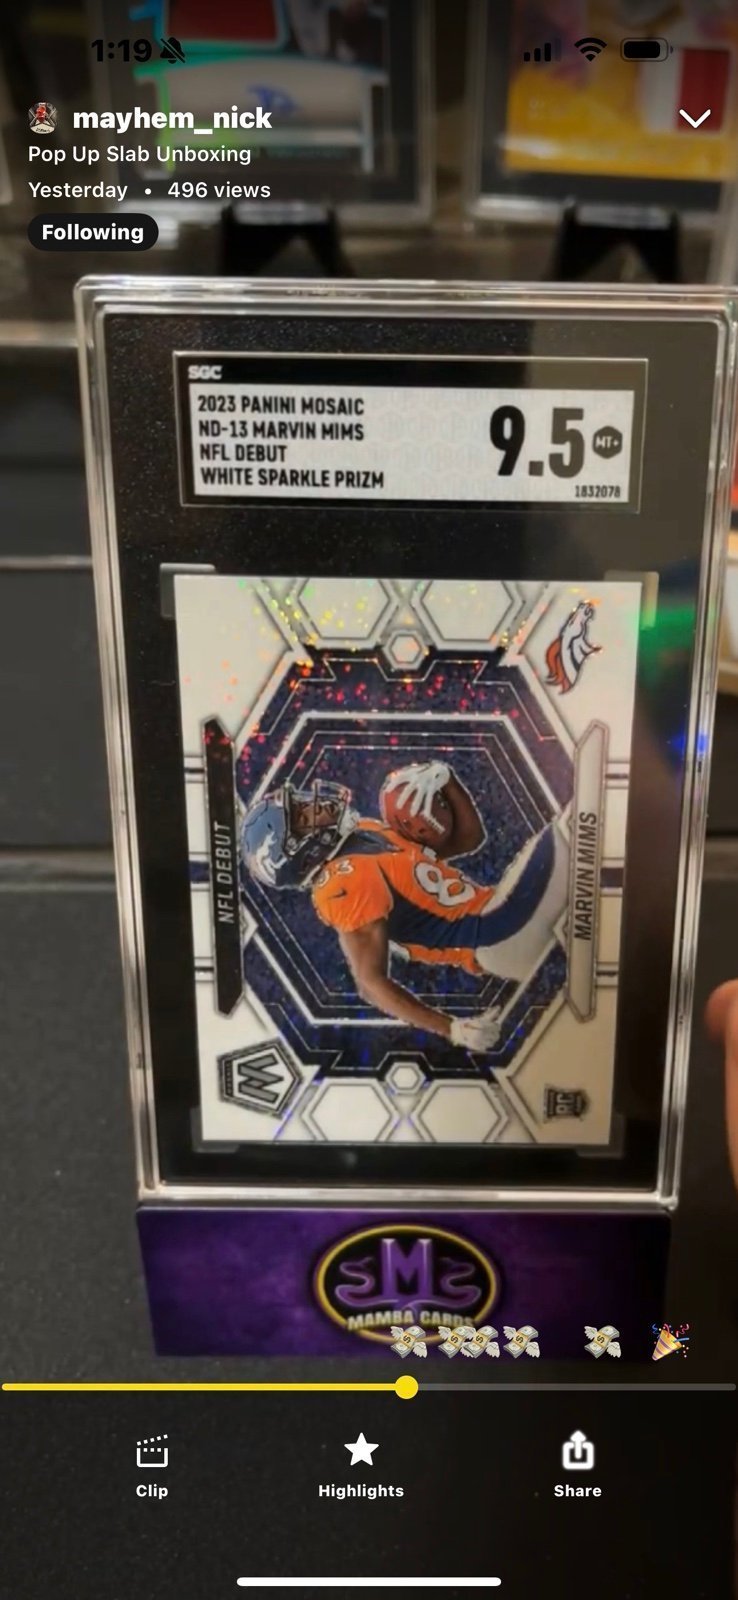 1:19
mayhem_nick
Pop Up Slab Unboxing
Yesterday • 496 views
Following
SGC
2023 PANINI MOSAIC
ND-13 MARVIN MIMS
NFL DEBUT
WHITE SPARKLE PRIZM
9.5
MT+
1832078
NFL DEBUT
MARVIN MIMS
83
RC
M
MAMBA CARDS
Clip
Highlights
Share